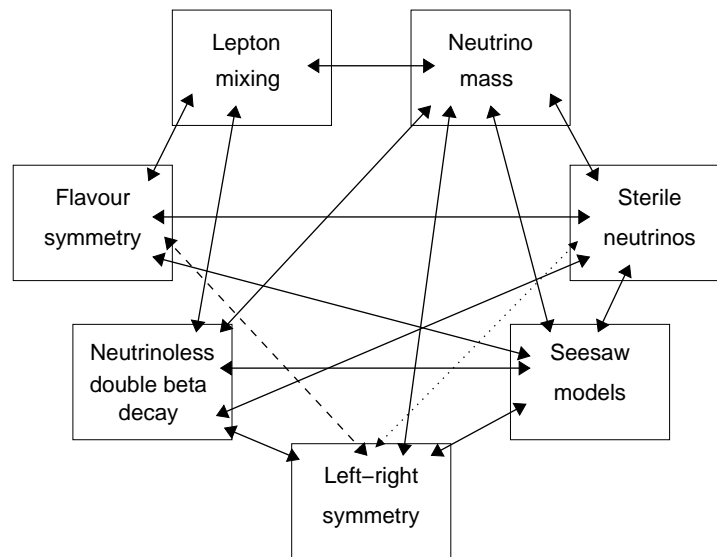 Lepton
mixing
Neutrino
mass
Flavour
symmetry
Sterile
neutrinos
Neutrinoless
double beta
decay
Seesaw
models
Left−right
symmetry